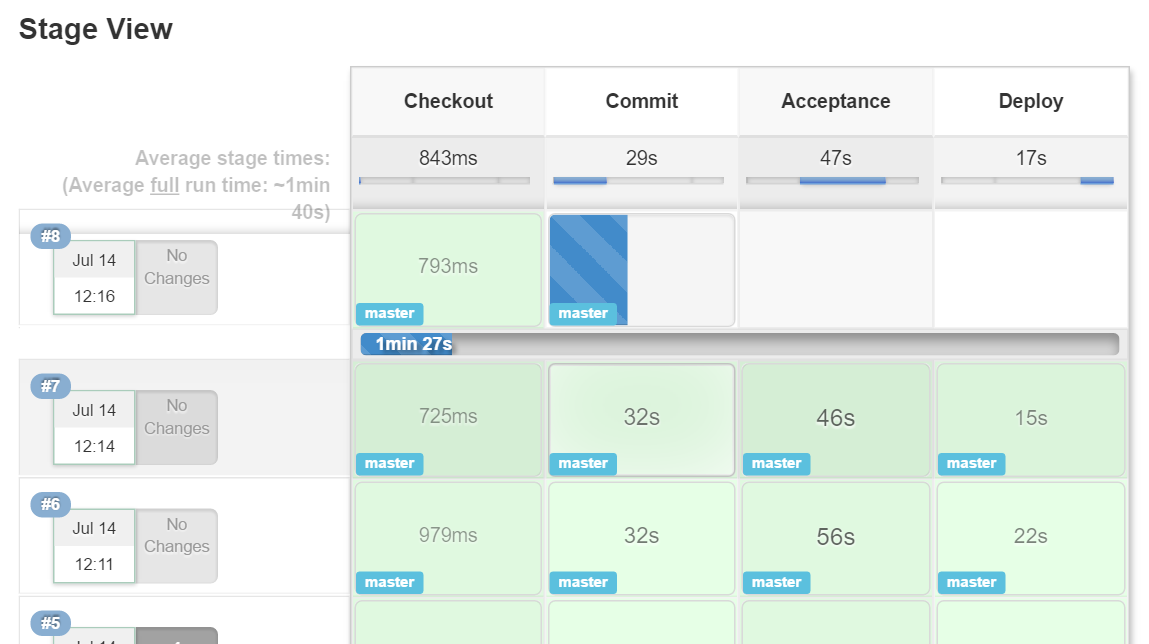 Stage View
Checkout Commit Acceptance Deploy
Average stage times: 843ms 29s 47s 17s
(Average full run time: ~1min
40s)
#8
Jul 14 No
12:16 Changes
793ms
master master
1min 27s
#7
Jul 14 No
12:14 Changes
725ms 32s 46s 15s
master master master master
#6
Jul 14 No
12:11 Changes
979ms 32s 56s 22s
master master master master
#5